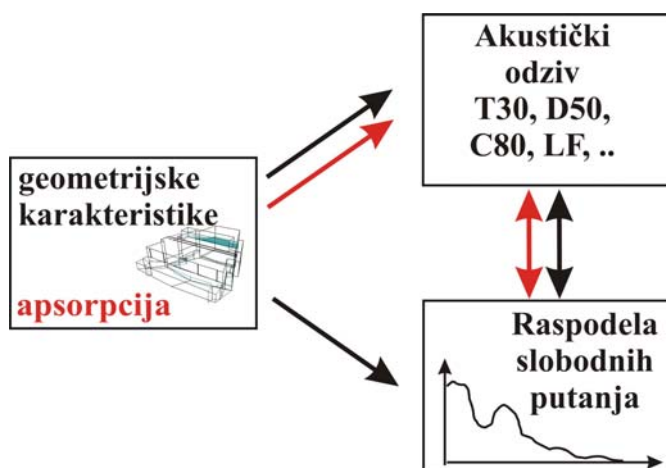 Akustički
odziv
T30, D50,
C80, LF, ..
geometrijske
karakteristike
apsorpcija
Raspodela
slobodnih
putanja